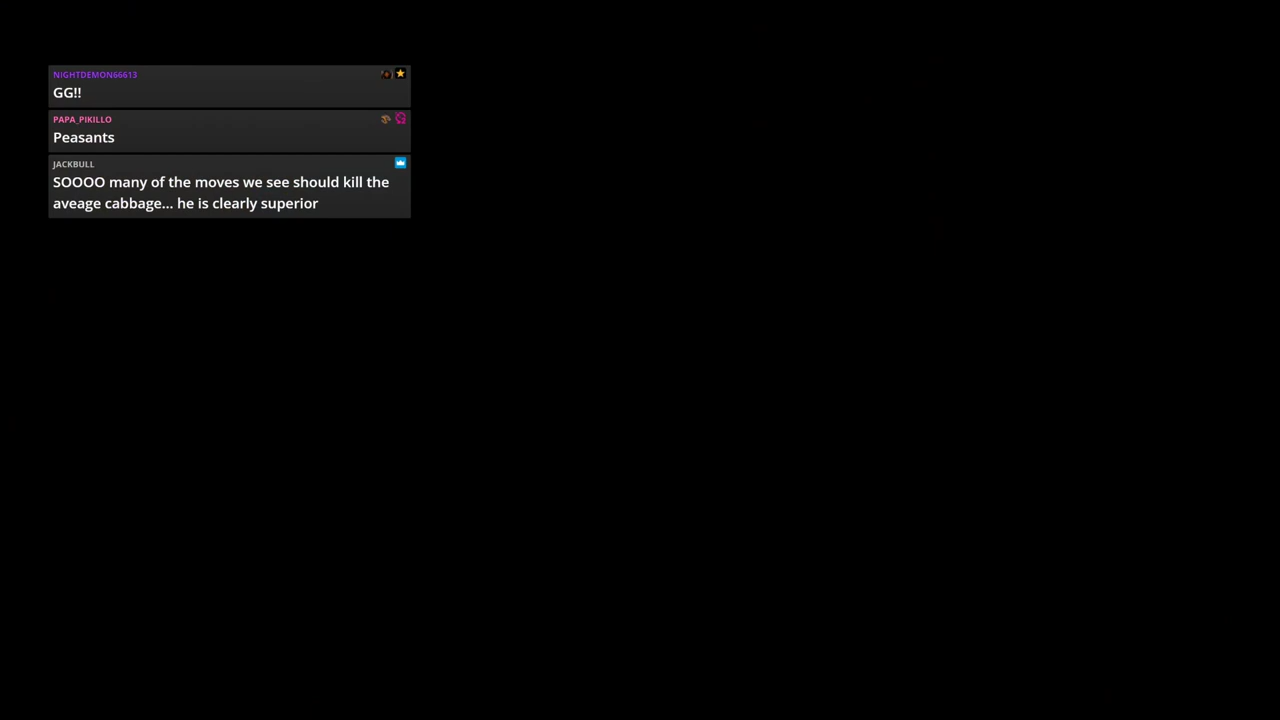 NIGHTDEMON66613
GG!!
PAPA_PIKILLO
Peasants
JACKBULL
SOOOO many of the moves we see should kill the
aveage cabbage... he is clearly superior